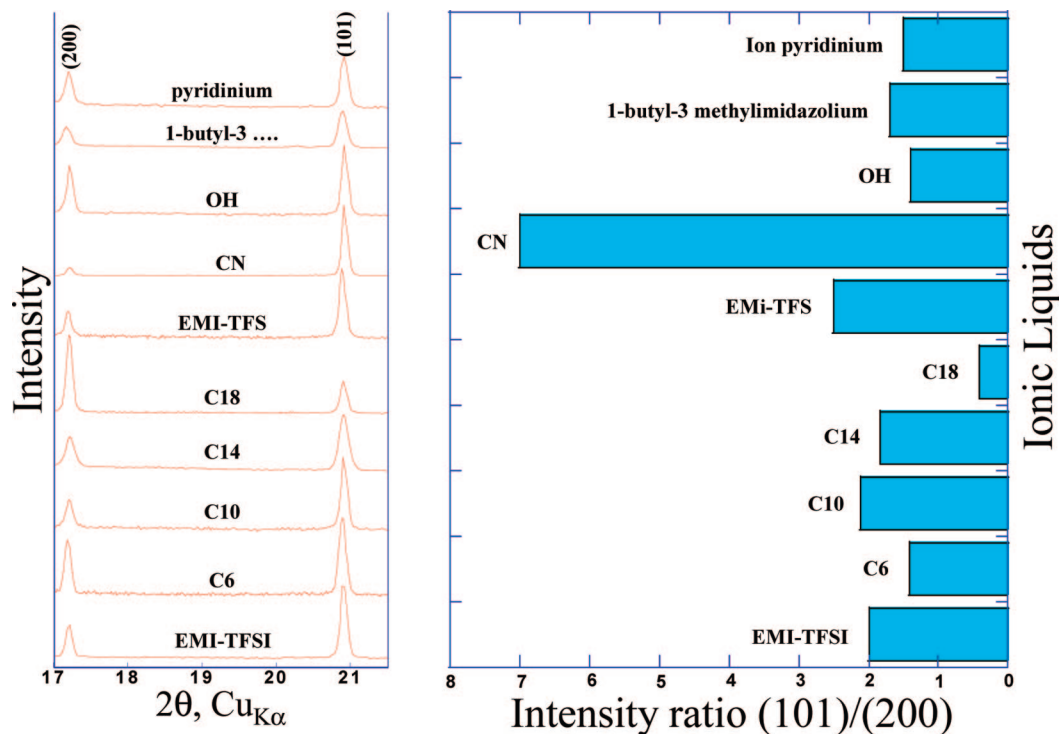 (200)
(101)
pyridinium
1-butyl-3 ....
OH
CN
EMI-TFS
C18
C14
C10
C6
EMI-TFSI
Intensity
17 18 19 20 21
2θ, CuKα
Ion pyridinium
1-butyl-3 methylimidazolium
OH
CN
EMi-TFS
C18
C14
C10
C6
EMI-TFSI
Ionic Liquids
8 7 6 5 4 3 2 1 0
Intensity ratio (101)/(200)